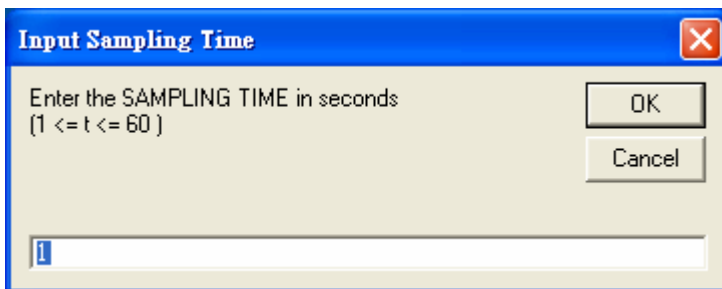 Input Sampling Time
Enter the SAMPLING TIME in seconds
(1 <= t <= 60 )
OK
Cancel
1